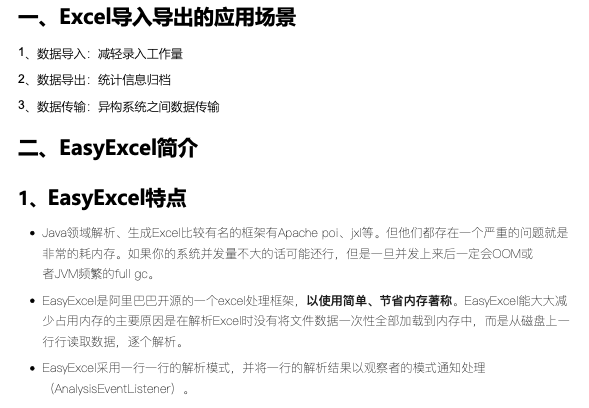 一、Excel导入导出的应用场景
1、数据导入：减轻录入工作量
2、数据导出：统计信息归档
3、数据传输：异构系统之间数据传输
二、EasyExcel简介
1、EasyExcel特点
Java领域解析、生成Excel比较有名的框架有Apache poi、jxl等。但他们都存在一个严重的问题就是
非常的耗内存。如果你的系统并发量不大的话可能还行，但是一旦并发上来后一定会OOM或
者JVM频繁的full gc。
EasyExcel是阿里巴巴开源的一个excel处理框架，以使用简单、节省内存著称。EasyExcel能大大减
少占用内存的主要原因是在解析Excel时没有将文件数据一次性全部加载到内存中，而是从磁盘上一
行行读取数据，逐个解析。
EasyExcel采用一行一行的解析模式，并将一行的解析结果以观察者的模式通知处理
（AnalysisEventListener）。